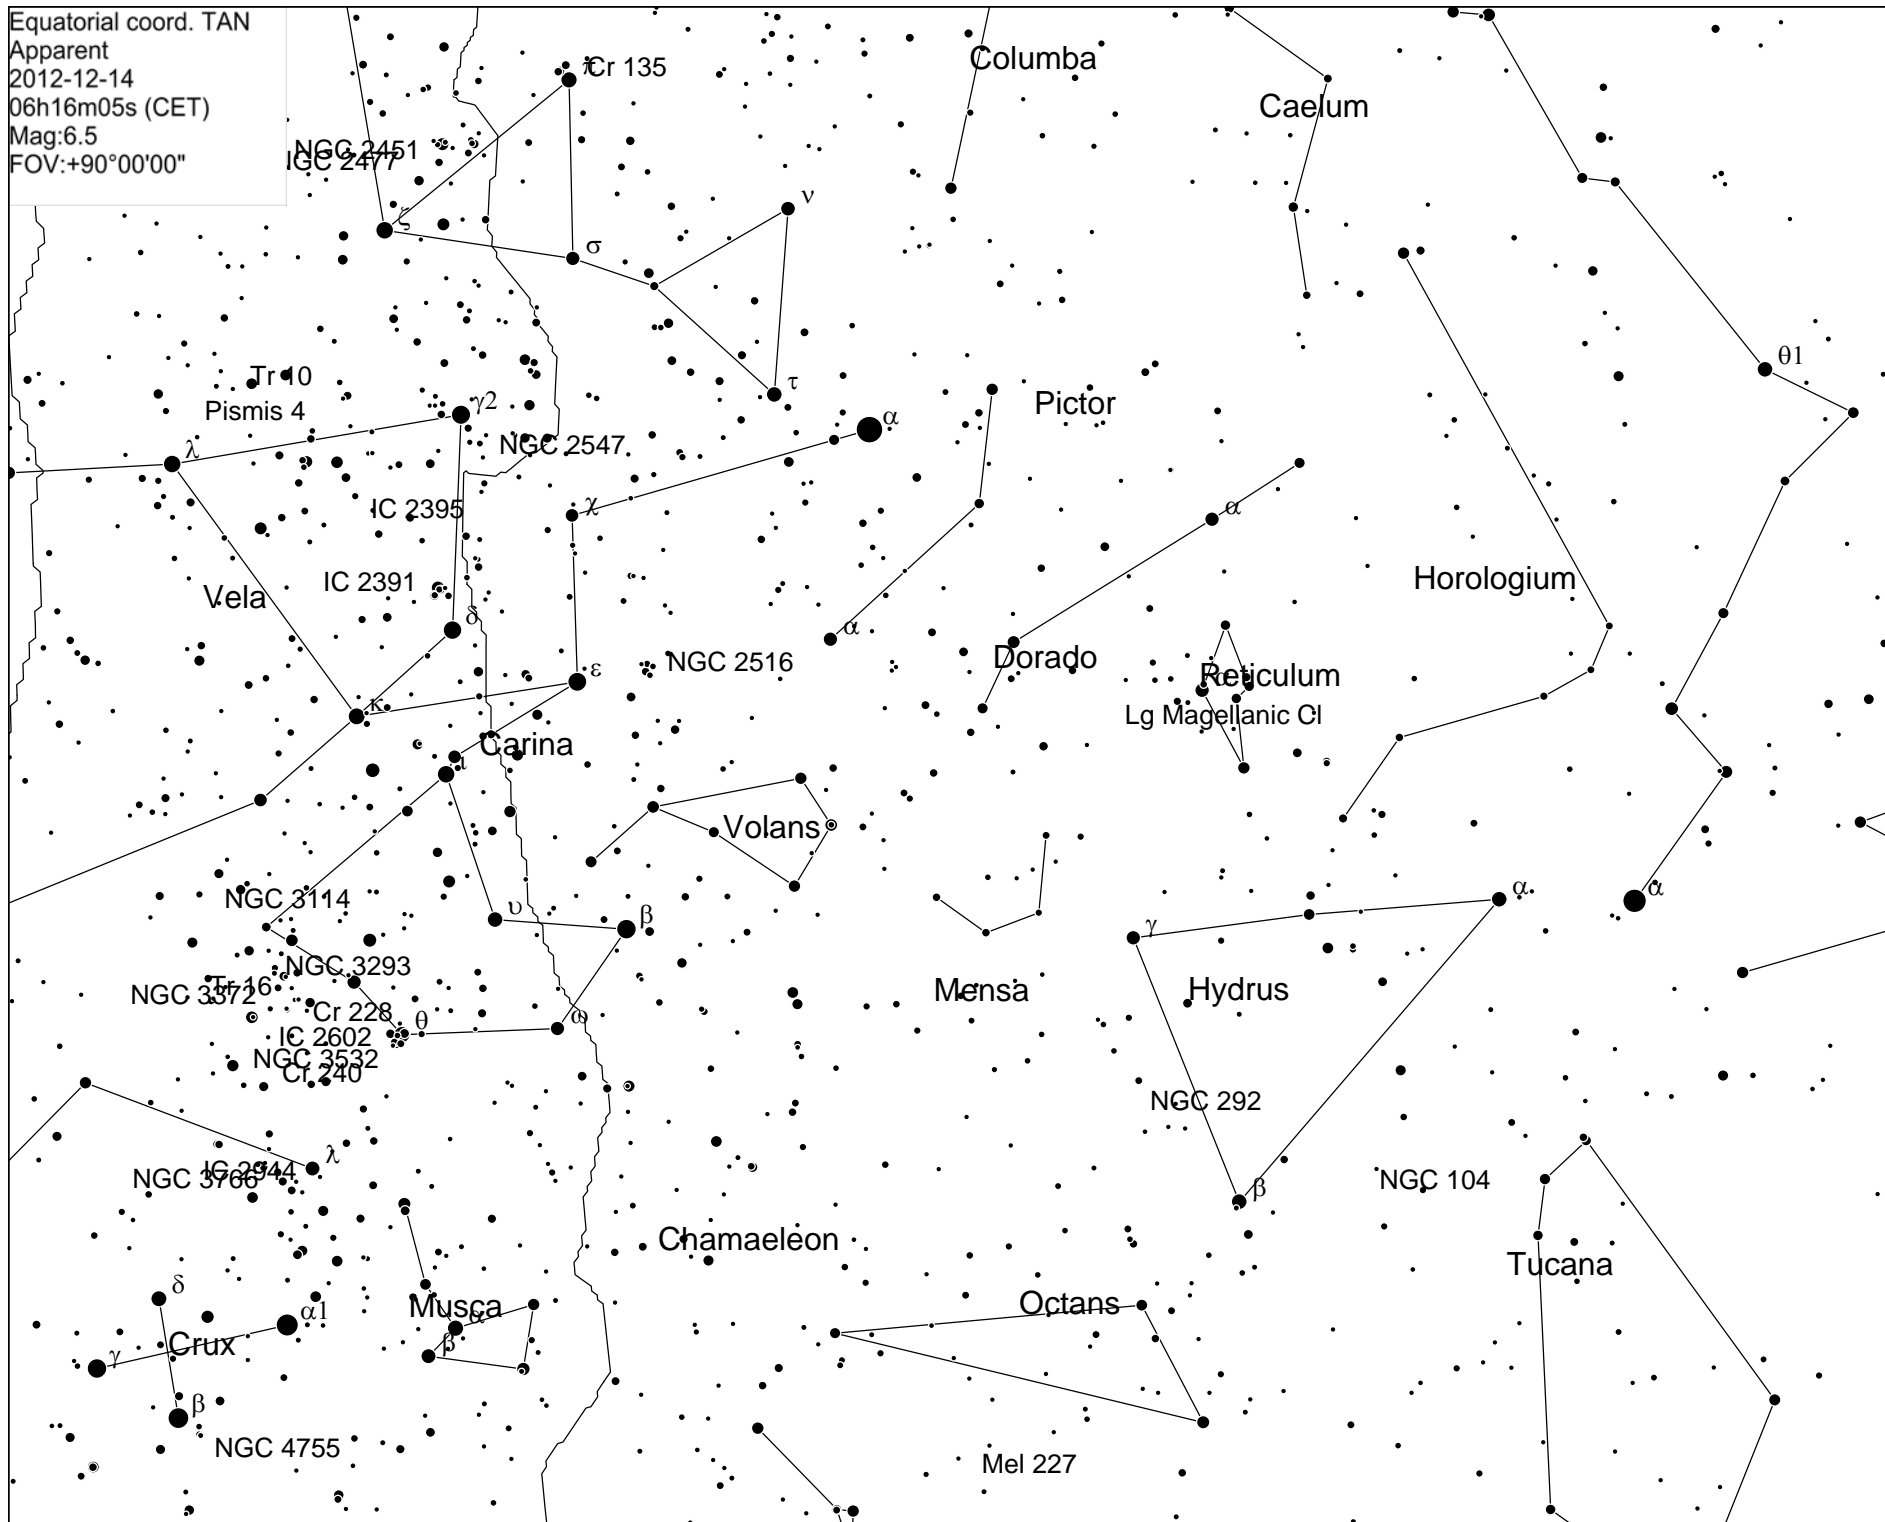 Equatorial coord. TAN
Apparent
2012-12-14
06h16m05s (CET)
Mag:6.5
FOV:+90°00'00"
Columba
π
Cr 135
Caelum
NGC 2451
NGC 2477
ν
ζ
σ
θ1
Tr 10
τ
Pismis 4
γ2
Pictor
α
NGC 2547
λ
IC 2395
χ
α
IC 2391
Horologium
Vela
δ
α
Dorado
NGC 2516
ε
Reticulum
α
κ
Lg Magellanic Cl
Carina
ι
Volans
NGC 3114
α
α
υ
β
γ
NGC 3293
Tr 16
NGC 3372
Mensa
Hydrus
Cr 228
θ
ω
IC 2602
NGC 3532
Cr 240
NGC 292
λ
IC 2944
NGC 3766
NGC 104
β
Chamaeleon
Tucana
δ
α1
Musca
α
Octans
Crux
β
γ
β
NGC 4755
Mel 227